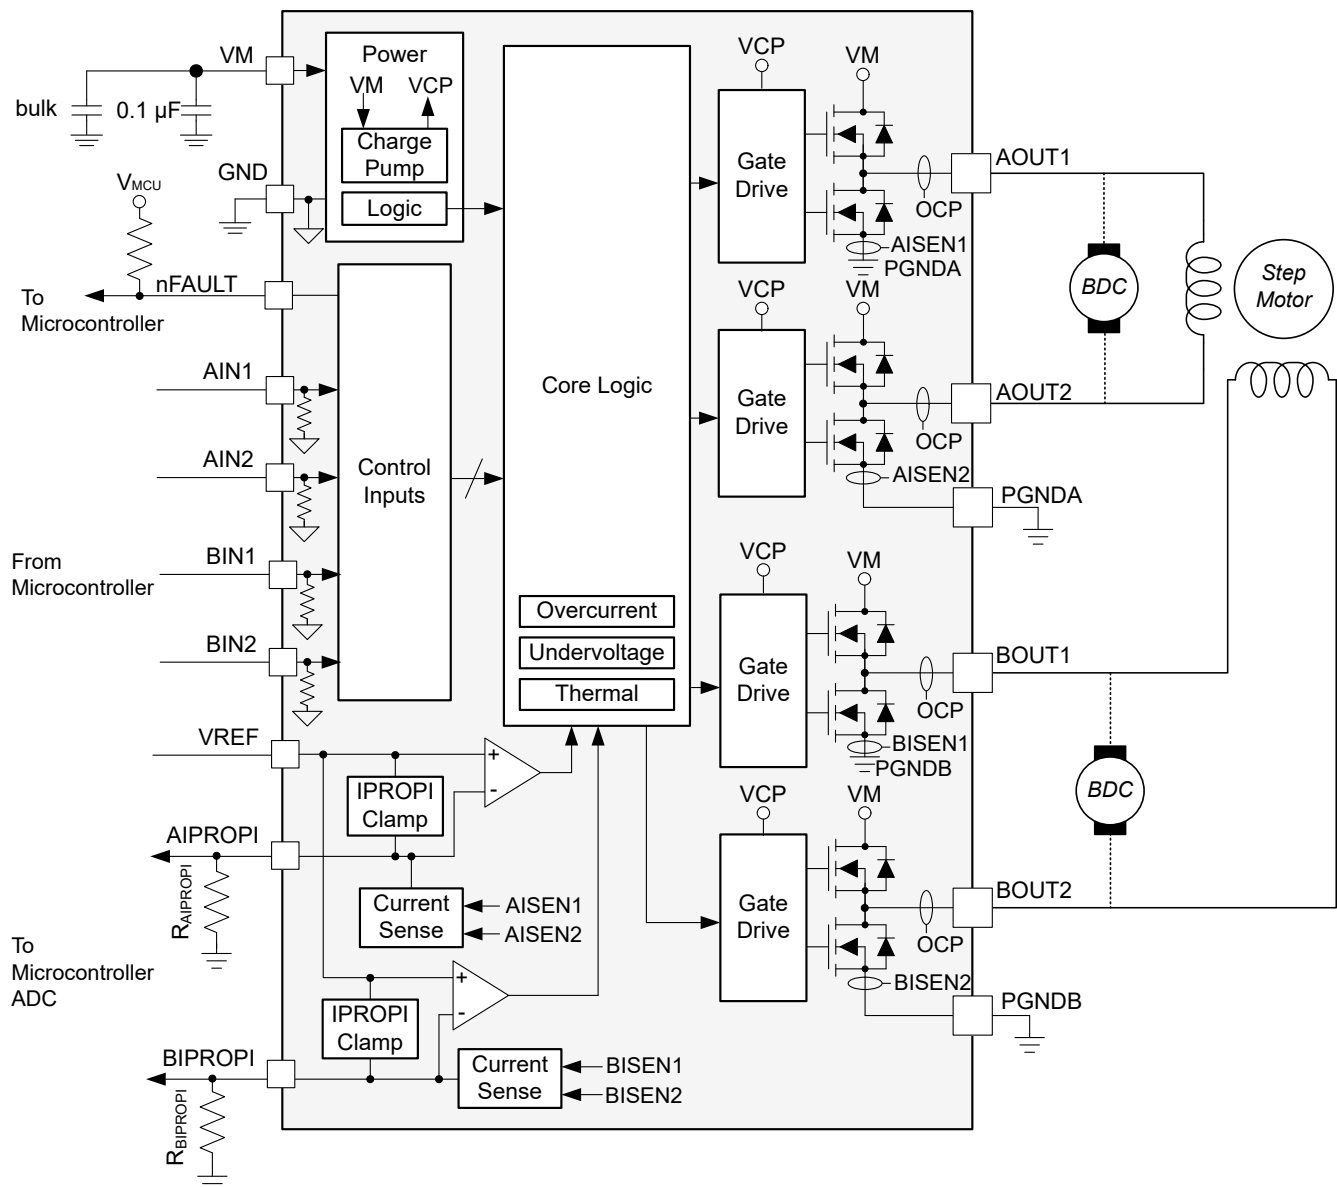 VM
bulk
0.1 µF
GND
VMCU
nFAULT
To
Microcontroller
AIN1
AIN2
From
Microcontroller
BIN1
BIN2
VREF
AIPROPI
RAIPROPI
To
Microcontroller
ADC
BIPROPI
RBIPROPI
Power
VM
VCP
Charge
Pump
Logic
Control
Inputs
Core Logic
Overcurrent
Undervoltage
Thermal
+
-
IPROPI
Clamp
Current
Sense
AISEN1
AISEN2
+
-
IPROPI
Clamp
Current
Sense
BISEN1
BISEN2
VCP
VM
Gate
Drive
OCP
AISEN1
PGNDA
AOUT1
VCP
VM
Gate
Drive
OCP
AISEN2
AOUT2
PGNDA
BDC
Step
Motor
VCP
VM
Gate
Drive
OCP
BISEN1
PGNDB
BOUT1
VCP
VM
Gate
Drive
OCP
BISEN2
BOUT2
PGNDB
BDC